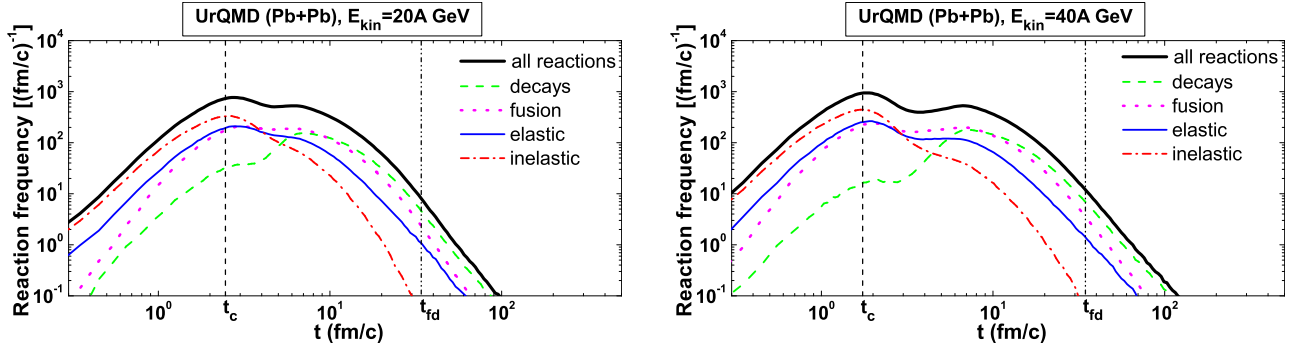 UrQMD (Pb+Pb), E_kin=20A GeV
Reaction frequency [(fm/c)^-1]
10^4
10^3
10^2
10^1
10^0
10^-1
all reactions
decays
fusion
elastic
inelastic
10^0
t_c
10^1
t_fd
10^2
t (fm/c)
UrQMD (Pb+Pb), E_kin=40A GeV
Reaction frequency [(fm/c)^-1]
10^4
10^3
10^2
10^1
10^0
10^-1
all reactions
decays
fusion
elastic
inelastic
10^0
t_c
10^1
t_fd
10^2
t (fm/c)